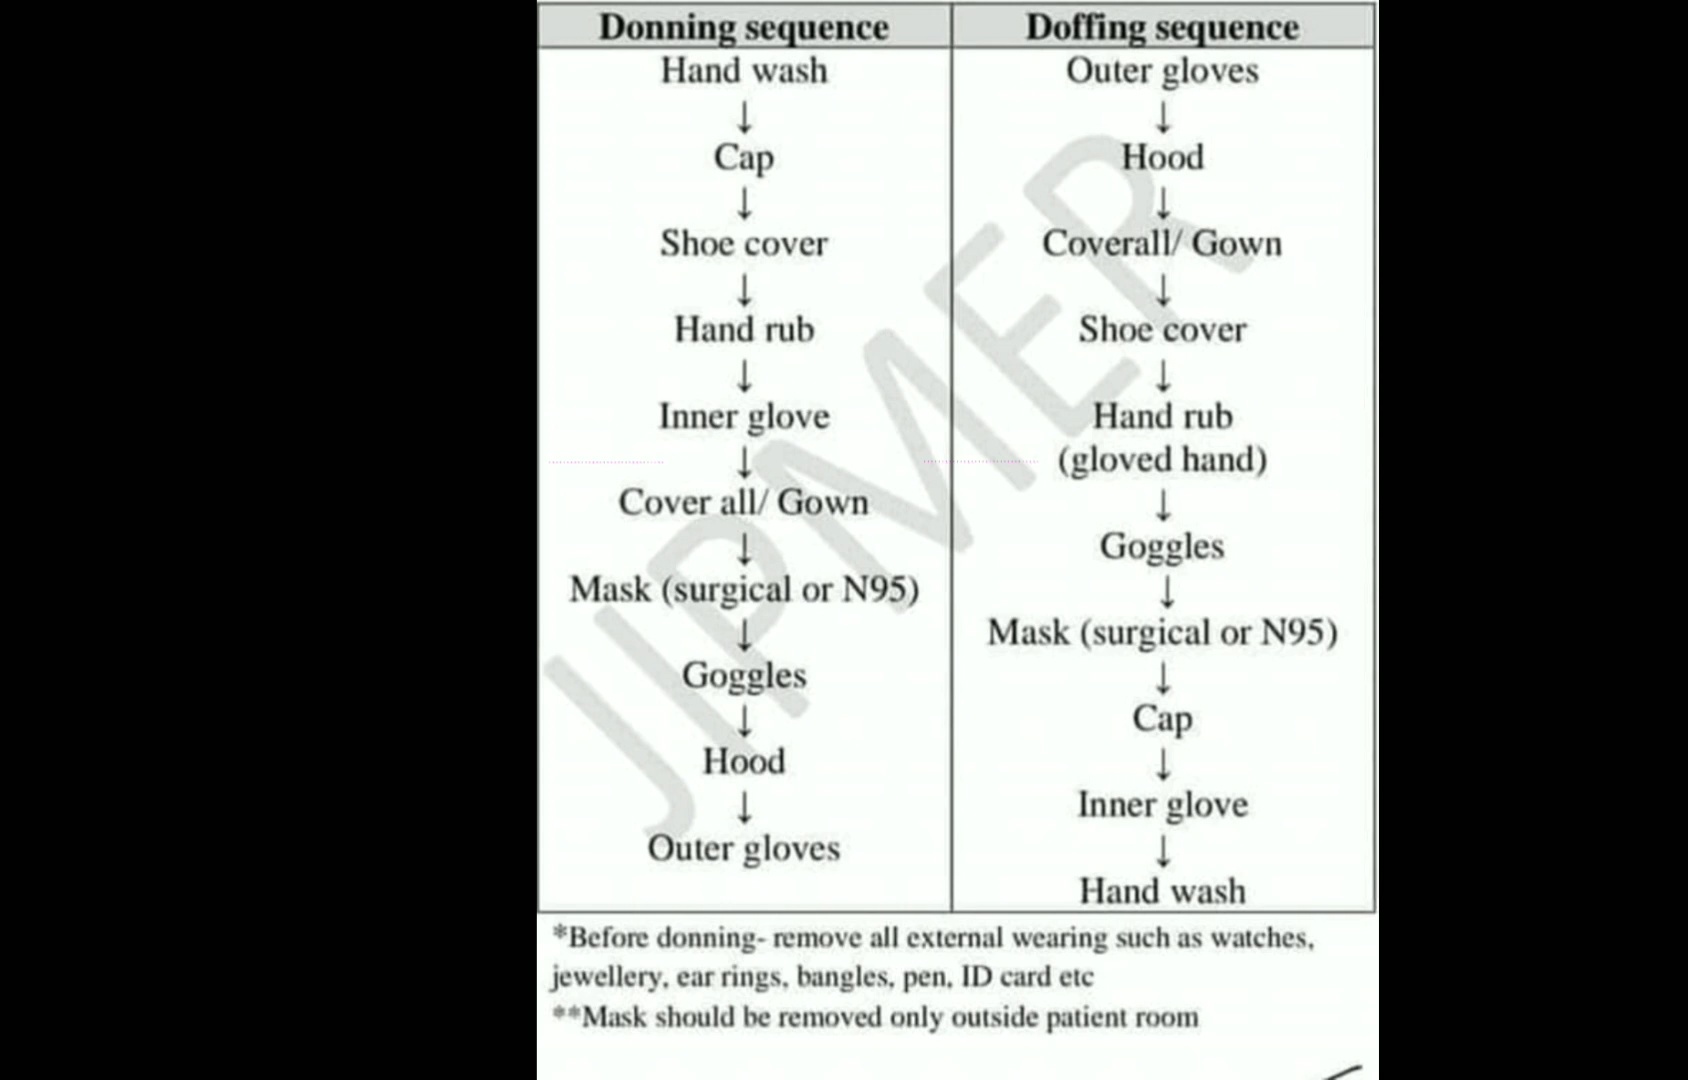 Donning sequence
Hand wash
↓
Cap
↓
Shoe cover
↓
Hand rub
↓
Inner glove
↓
Cover all/ Gown
↓
Mask (surgical or N95)
↓
Goggles
↓
Hood
↓
Outer gloves
Doffing sequence
Outer gloves
↓
Hood
↓
Coverall/ Gown
↓
Shoe cover
↓
Hand rub
(gloved hand)
↓
Goggles
↓
Mask (surgical or N95)
↓
Cap
↓
Inner glove
↓
Hand wash
*Before donning- remove all external wearing such as watches,
jewellery, ear rings, bangles, pen, ID card etc
**Mask should be removed only outside patient room
JIPMER